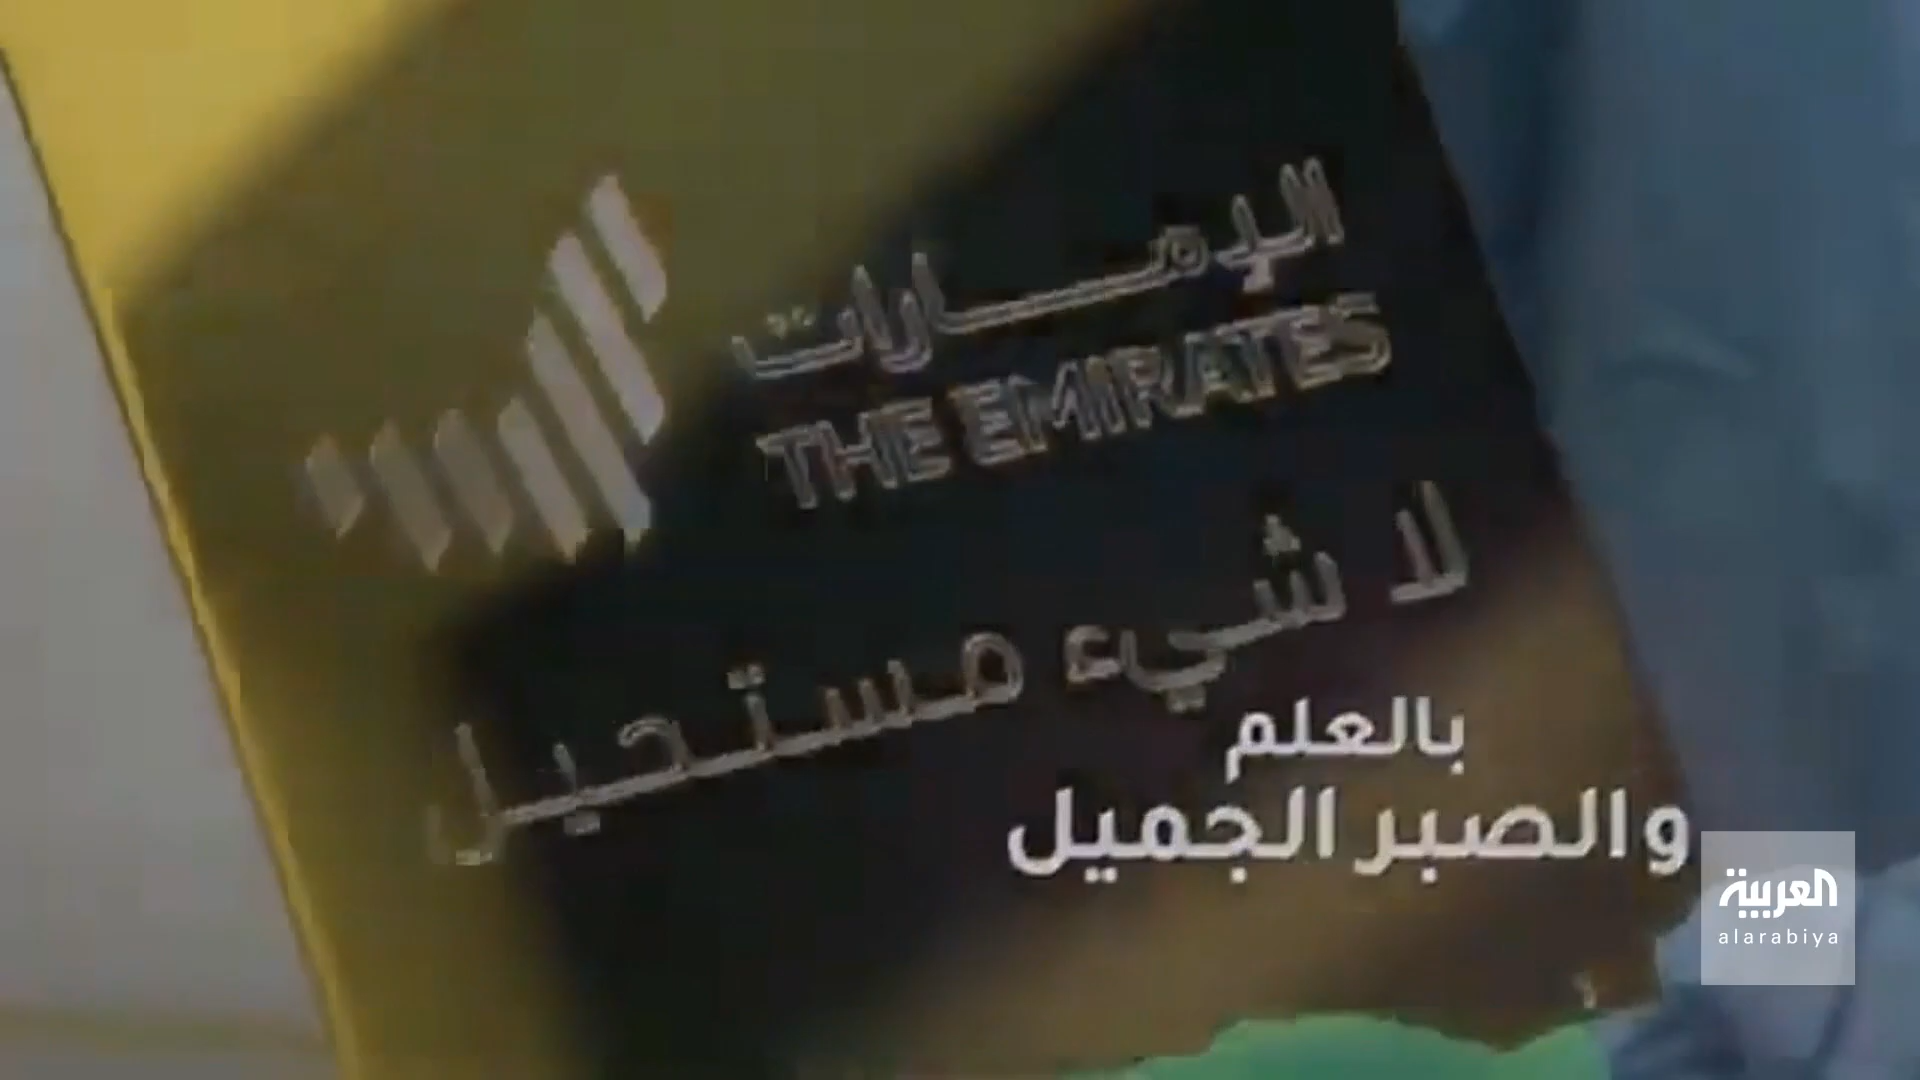 الإمارات
THE EMIRATES
لا شيء مستحيل
بالعلم
والصبر الجميل
العربية
alarabiya